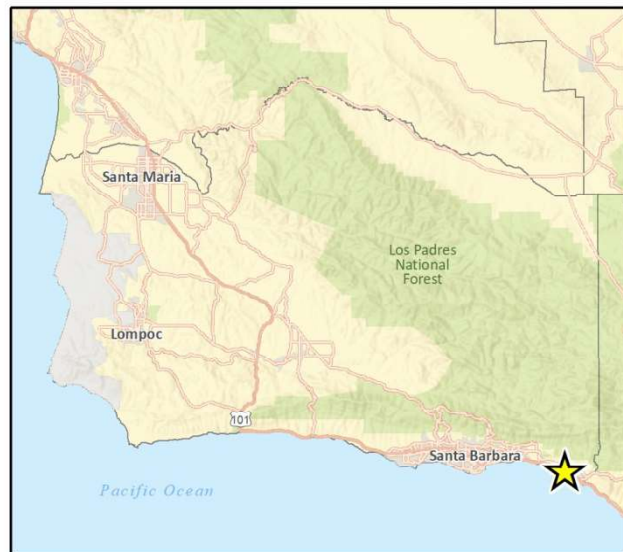 Santa Maria
Los Padres
National
Forest
Lompoc
101
Santa Barbara
Pacific Ocean